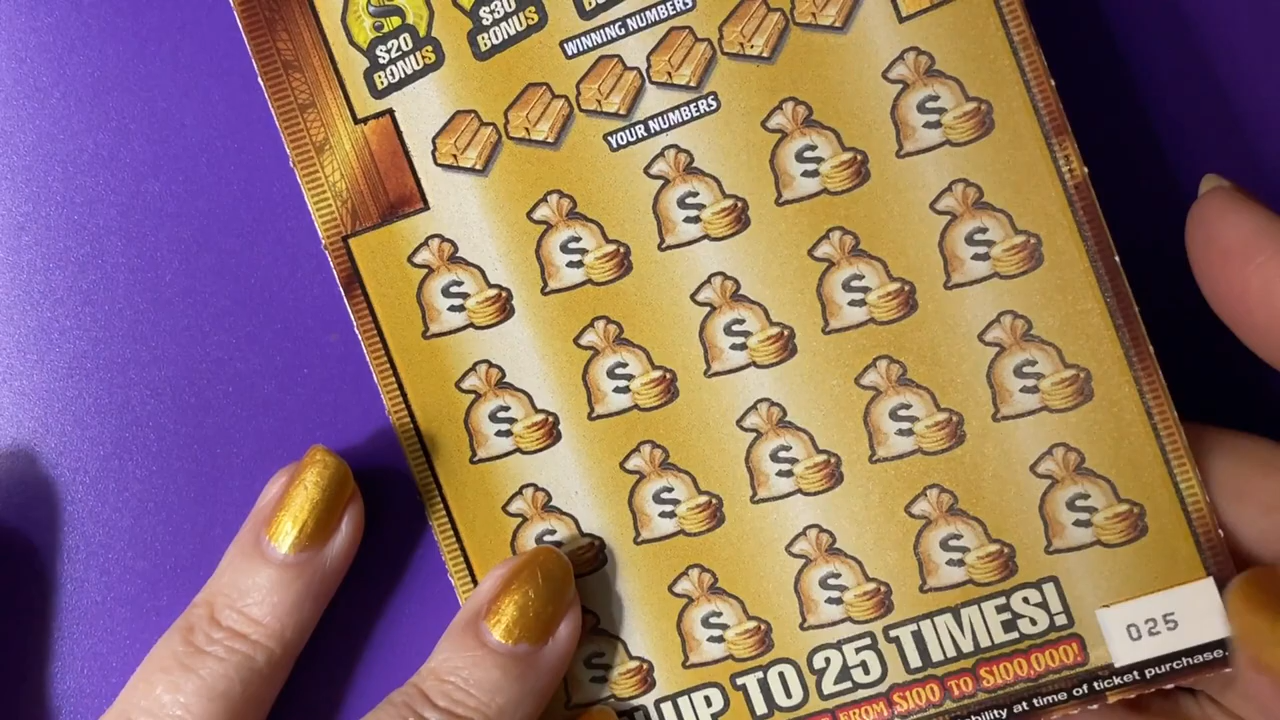 $20
BONUS
$30
BONUS
WINNING NUMBERS
YOUR NUMBERS
UP TO 25 TIMES!
FROM $100 TO $100,000!
025
at time of ticket purchase.